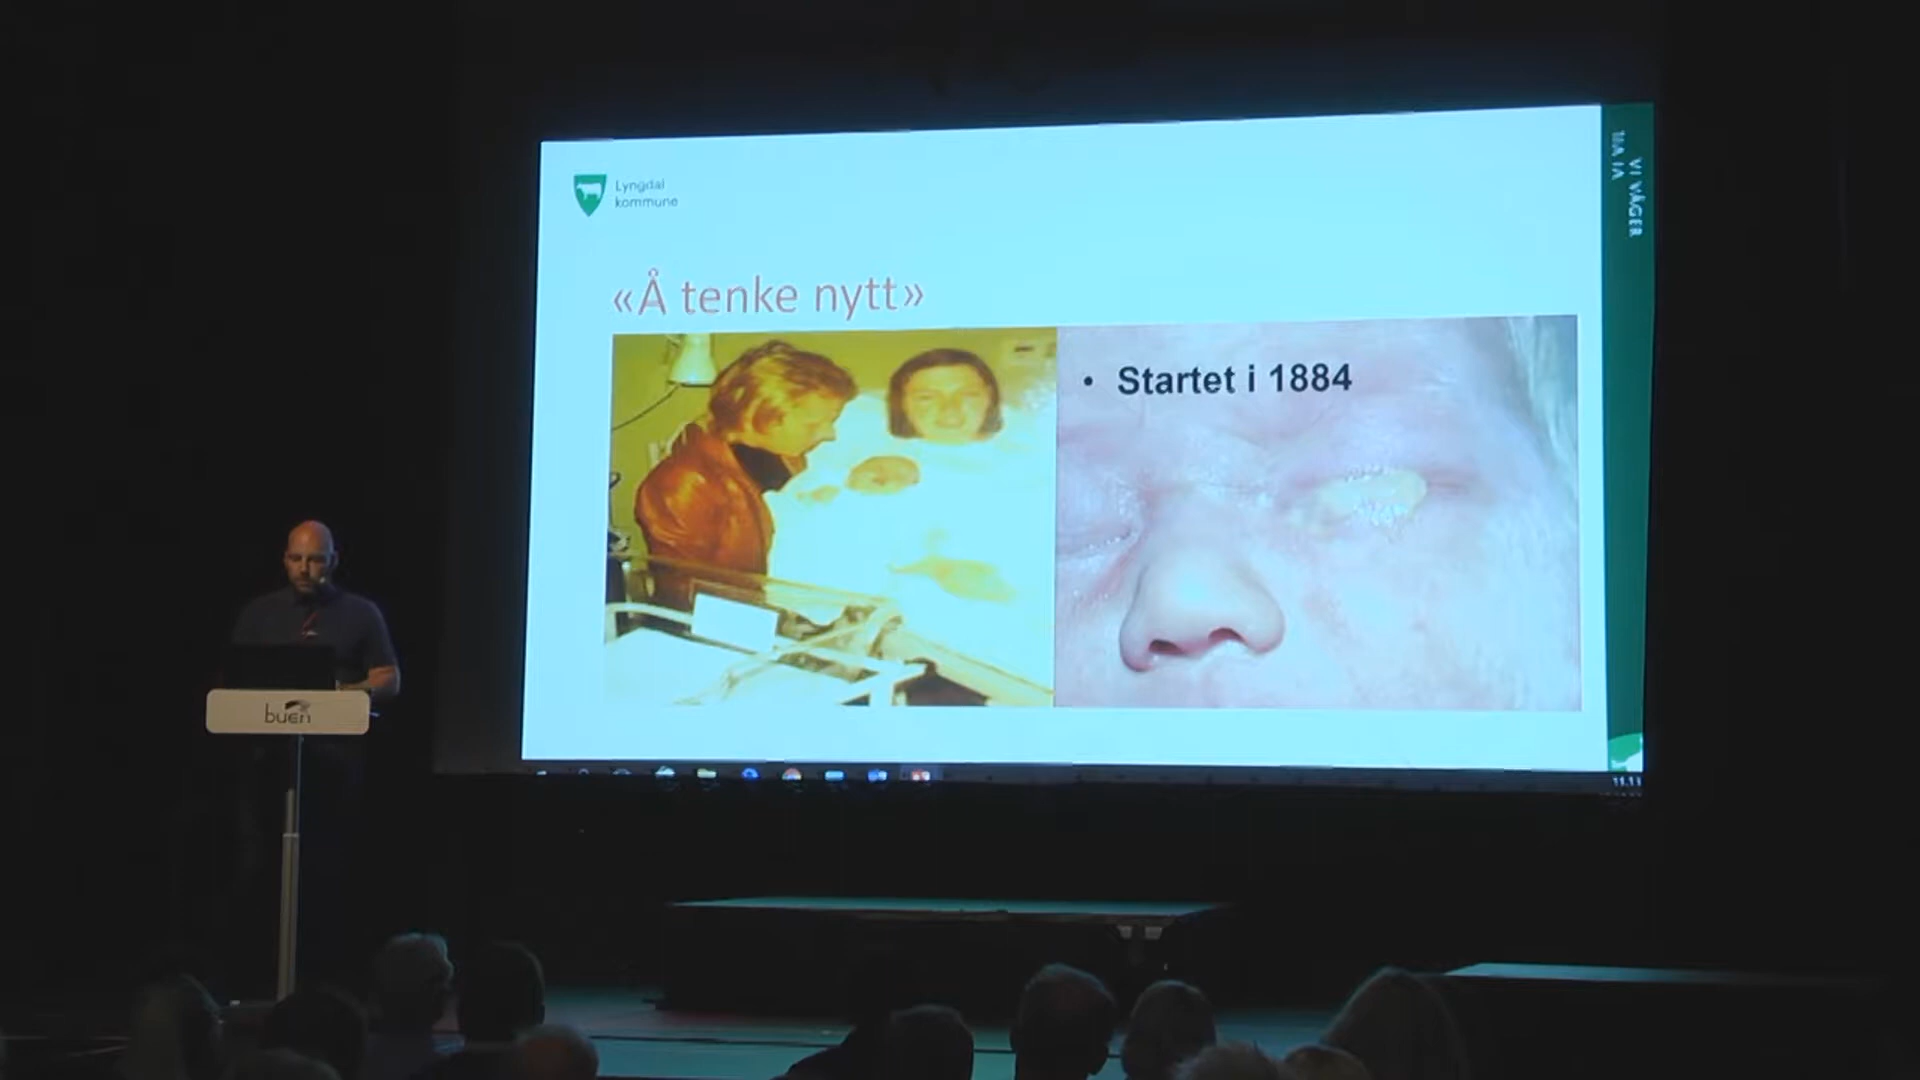 Lyngdal
kommune
VI VÅGER
«Å tenke nytt»
• Startet i 1884
buen